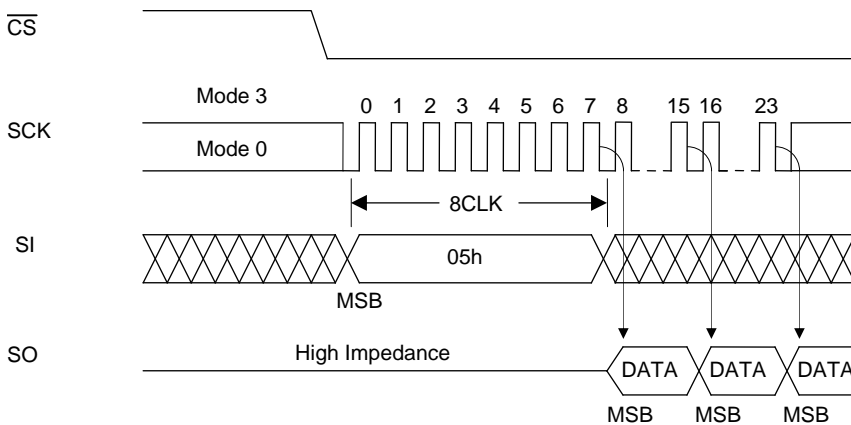 CS
Mode 3
0 1 2 3 4 5 6 7 8 15 16 23
SCK
Mode 0
8CLK
SI
05h
MSB
SO
High Impedance
DATA DATA DATA
MSB MSB MSB